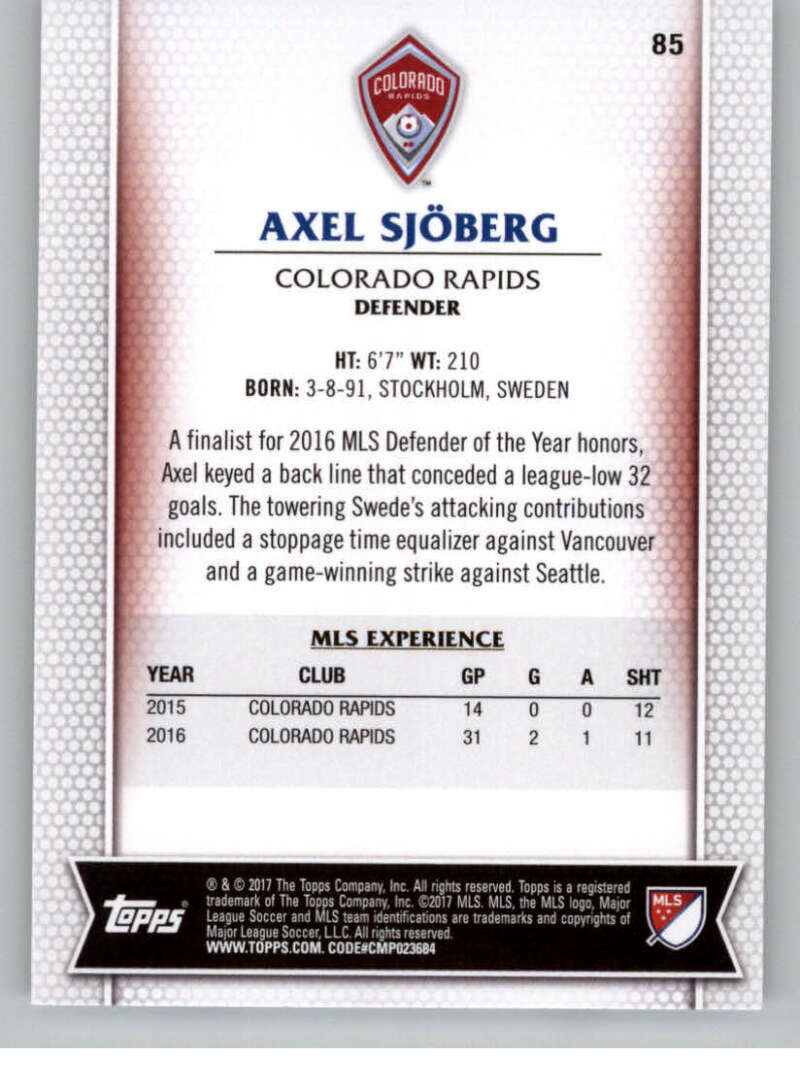 85
COLORADO
RAPIDS
™
AXEL SJÖBERG
COLORADO RAPIDS
DEFENDER
HT: 6'7" WT: 210
BORN: 3-8-91, STOCKHOLM, SWEDEN
A finalist for 2016 MLS Defender of the Year honors,
Axel keyed a back line that conceded a league-low 32
goals. The towering Swede's attacking contributions
included a stoppage time equalizer against Vancouver
and a game-winning strike against Seattle.
MLS EXPERIENCE
YEAR CLUB GP G A SHT
2015 COLORADO RAPIDS 14 0 0 12
2016 COLORADO RAPIDS 31 2 1 11
Topps®
® & © 2017 The Topps Company, Inc. All rights reserved. Topps is a registered
trademark of The Topps Company, Inc. ©2017 MLS. MLS, the MLS logo, Major
League Soccer and MLS team identifications are trademarks and copyrights of
Major League Soccer, L.L.C. All rights reserved.
WWW.TOPPS.COM. CODE#CMP023684
MLS